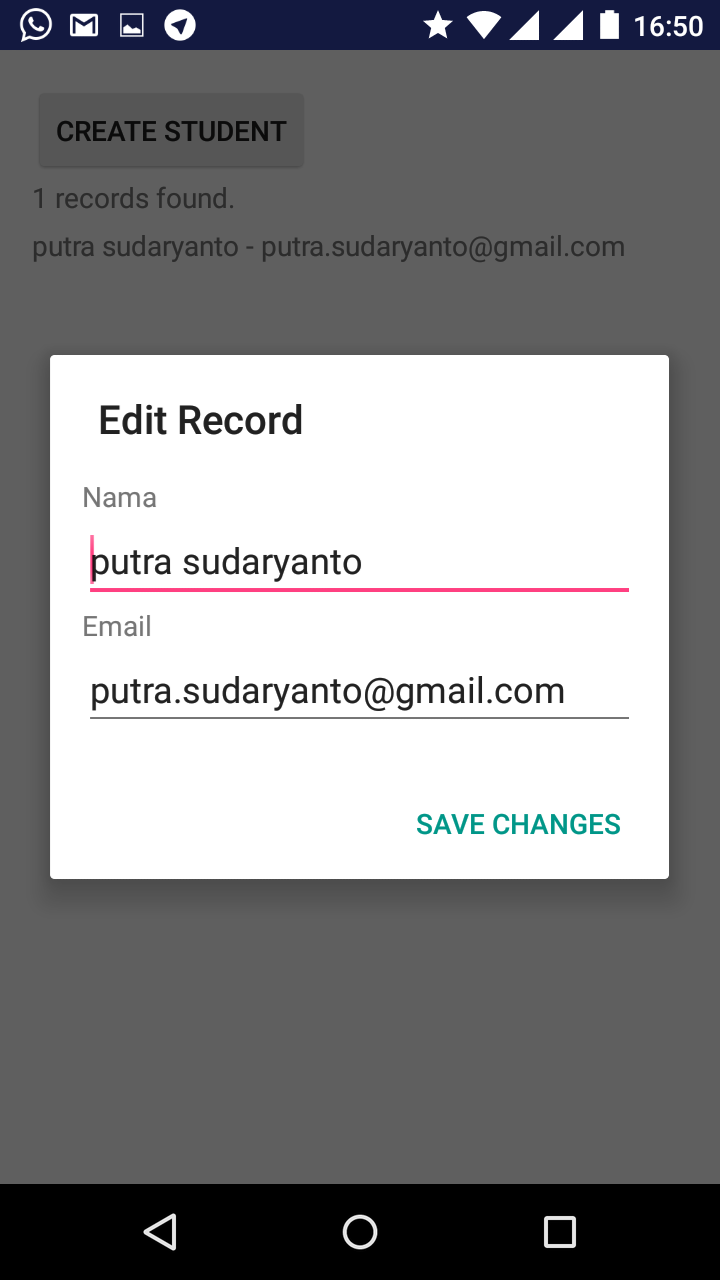 16:50
CREATE STUDENT
1 records found.
putra sudaryanto - putra.sudaryanto@gmail.com
Edit Record
Nama
putra sudaryanto
Email
putra.sudaryanto@gmail.com
SAVE CHANGES